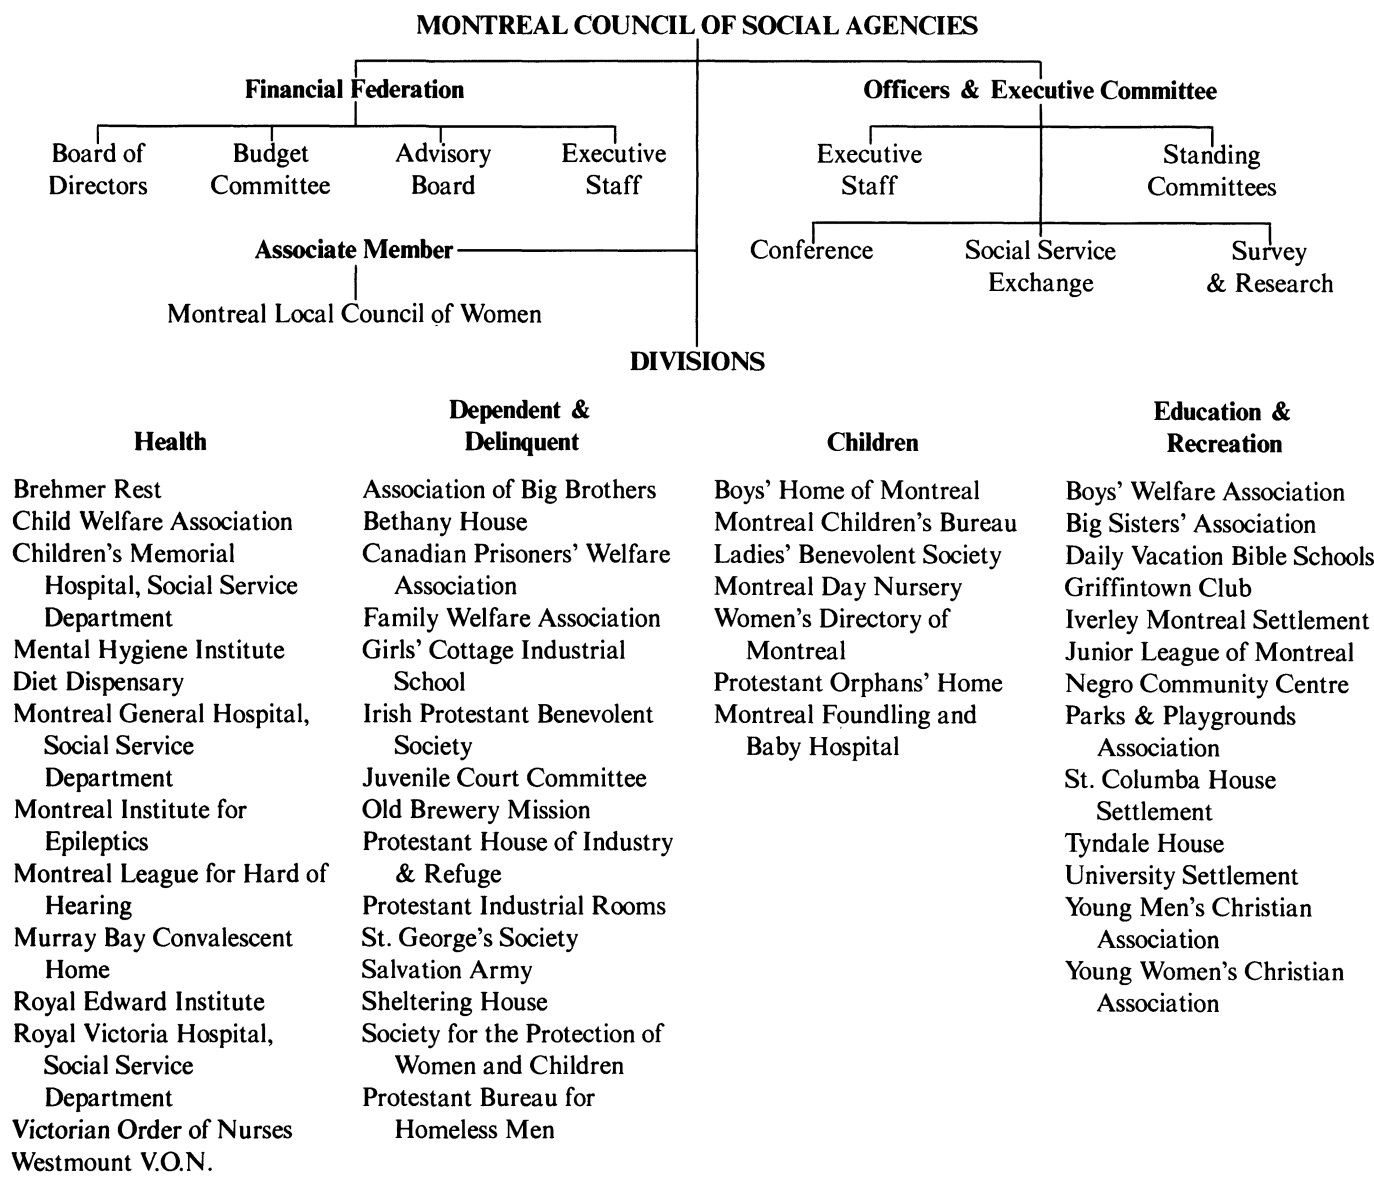 MONTREAL COUNCIL OF SOCIAL AGENCIES
Financial Federation
Board of
Directors
Budget
Committee
Advisory
Board
Executive
Staff
Officers & Executive Committee
Executive
Staff
Standing
Committees
Conference
Social Service
Exchange
Survey
& Research
Associate Member
Montreal Local Council of Women
DIVISIONS
Health
Brehmer Rest
Child Welfare Association
Children's Memorial
Hospital, Social Service
Department
Mental Hygiene Institute
Diet Dispensary
Montreal General Hospital,
Social Service
Department
Montreal Institute for
Epileptics
Montreal League for Hard of
Hearing
Murray Bay Convalescent
Home
Royal Edward Institute
Royal Victoria Hospital,
Social Service
Department
Victorian Order of Nurses
Westmount V.O.N.
Dependent &
Delinquent
Association of Big Brothers
Bethany House
Canadian Prisoners' Welfare
Association
Family Welfare Association
Girls' Cottage Industrial
School
Irish Protestant Benevolent
Society
Juvenile Court Committee
Old Brewery Mission
Protestant House of Industry
& Refuge
Protestant Industrial Rooms
St. George's Society
Salvation Army
Sheltering House
Society for the Protection of
Women and Children
Protestant Bureau for
Homeless Men
Children
Boys' Home of Montreal
Montreal Children's Bureau
Ladies' Benevolent Society
Montreal Day Nursery
Women's Directory of
Montreal
Protestant Orphans' Home
Montreal Foundling and
Baby Hospital
Education &
Recreation
Boys' Welfare Association
Big Sisters' Association
Daily Vacation Bible Schools
Griffintown Club
Iverley Montreal Settlement
Junior League of Montreal
Negro Community Centre
Parks & Playgrounds
Association
St. Columba House
Settlement
Tyndale House
University Settlement
Young Men's Christian
Association
Young Women's Christian
Association